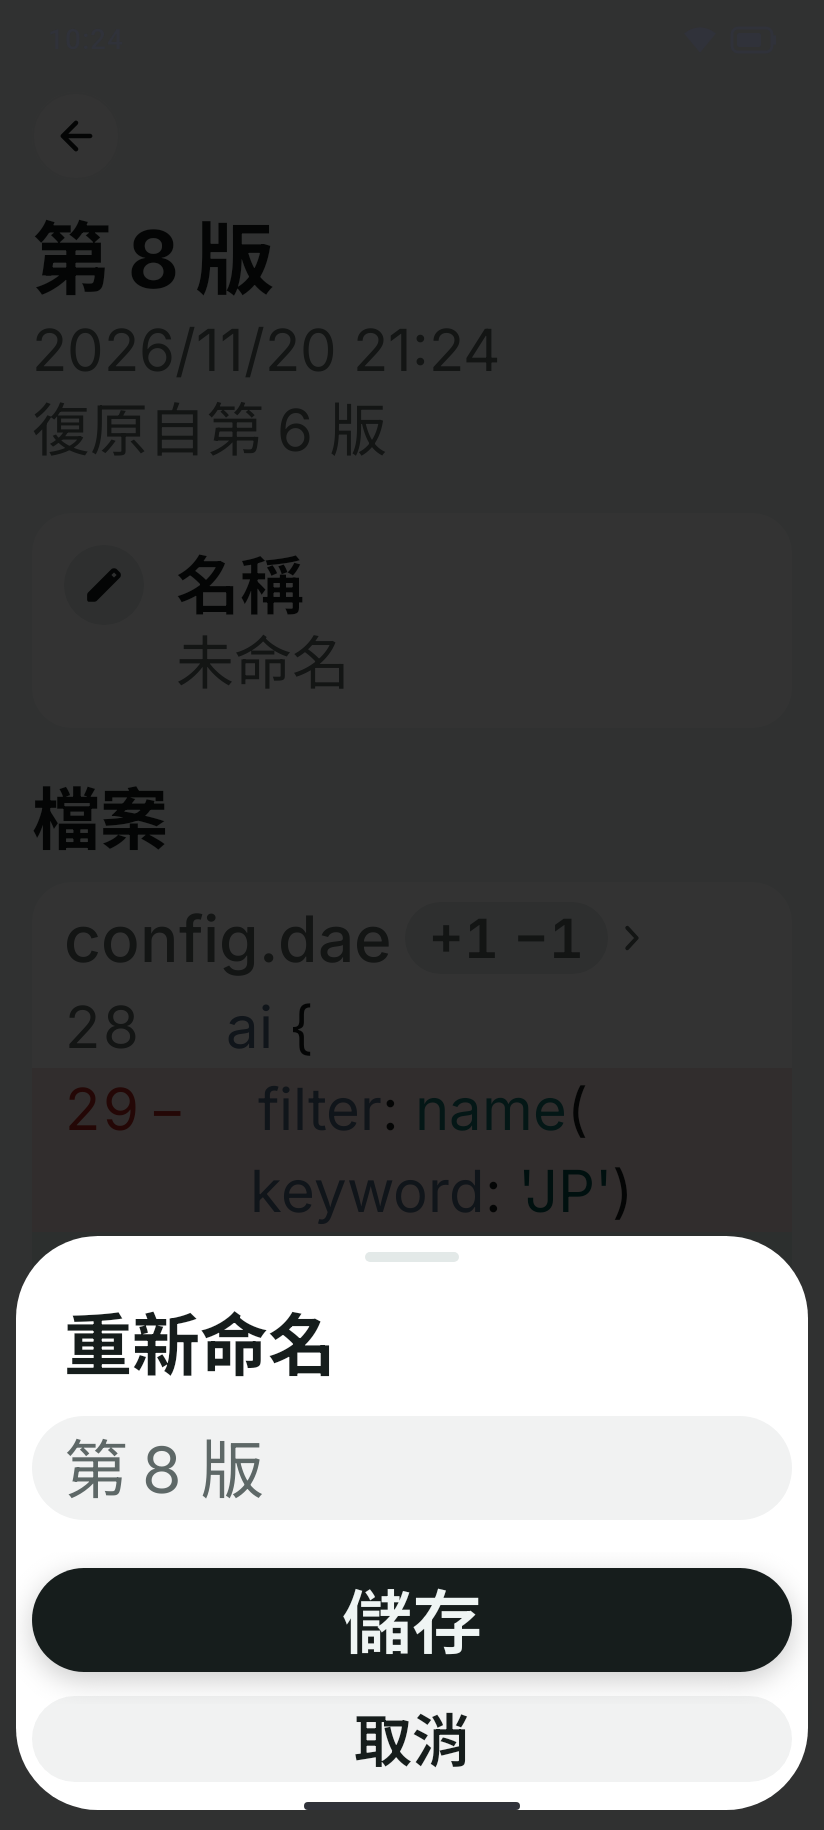 第 8 版
2026/11/20 21:24
復原自第 6 版
名稱
未命名
檔案
config.dae +1 −1
28 ai {
29 − filter: name(
keyword: 'JP')
重新命名
第 8 版
儲存
取消